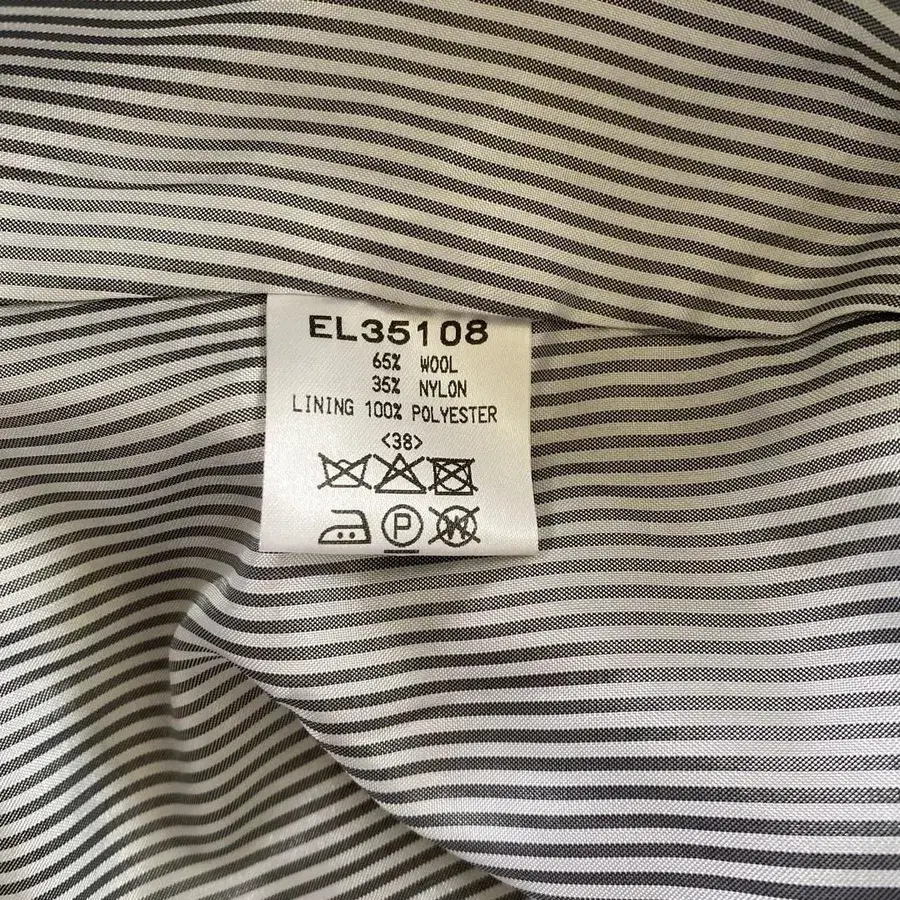 EL35108
65% WOOL
35% NYLON
LINING 100% POLYESTER
<38>
P W